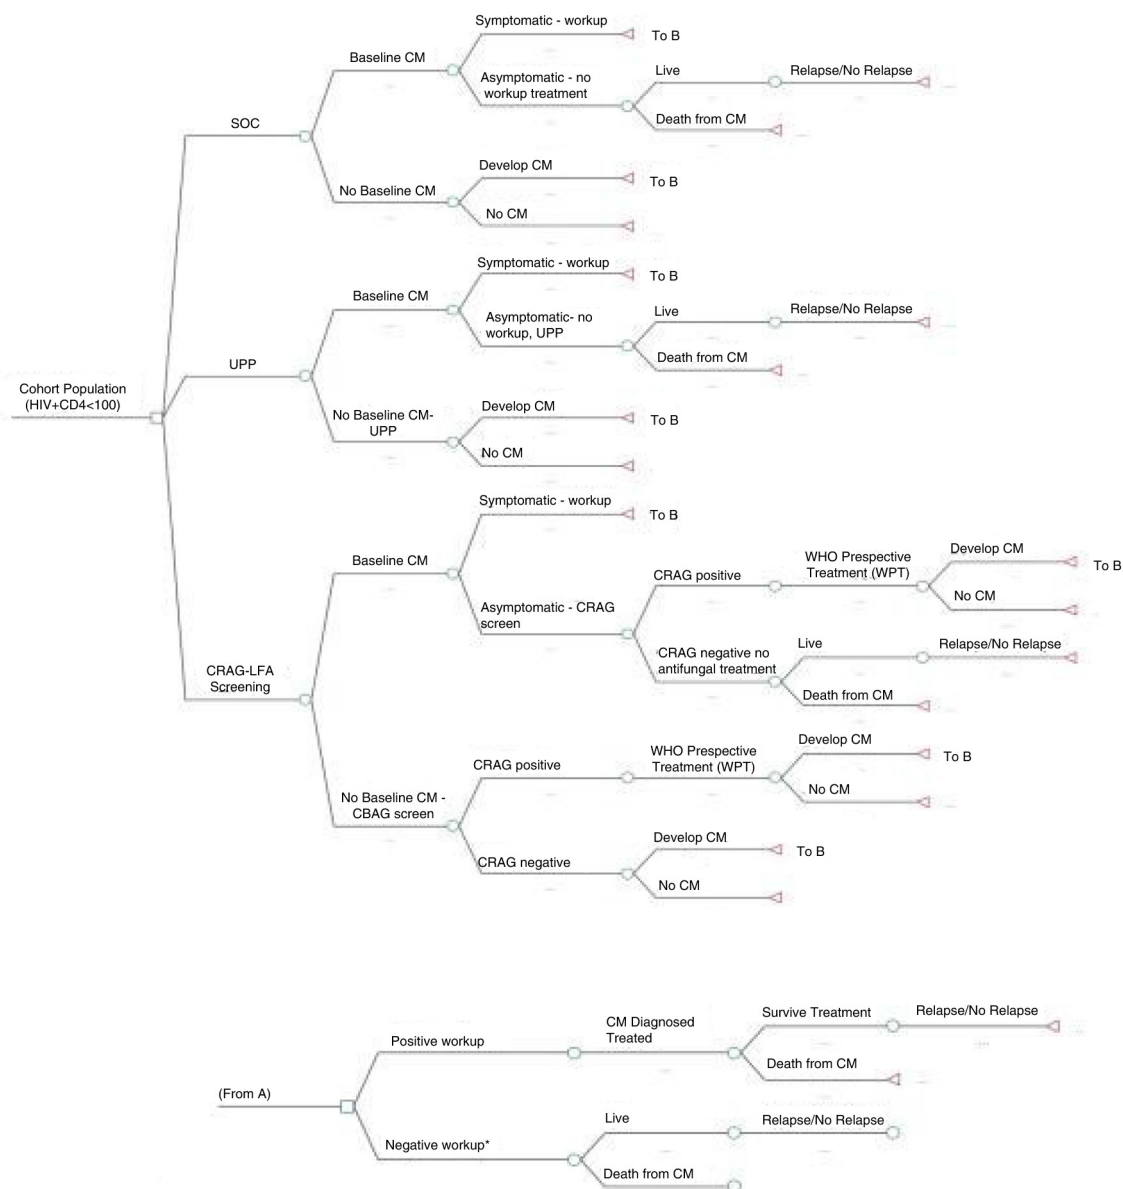 Symptomatic - workup
To B
Baseline CM
Asymptomatic - no
workup treatment
Live
Relapse/No Relapse
Death from CM
SOC
Develop CM
To B
No Baseline CM
No CM
Symptomatic - workup
To B
Baseline CM
Asymptomatic- no
workup, UPP
Live
Relapse/No Relapse
Death from CM
UPP
Cohort Population
(HIV+CD4<100)
No Baseline CM-
UPP
Develop CM
To B
No CM
Symptomatic - workup
To B
Baseline CM
Asymptomatic - CRAG
screen
CRAG positive
WHO Prespective
Treatment (WPT)
Develop CM
To B
No CM
CRAG negative no
antifungal treatment
Live
Relapse/No Relapse
Death from CM
CRAG-LFA
Screening
No Baseline CM -
CBAG screen
CRAG positive
WHO Prespective
Treatment (WPT)
Develop CM
To B
No CM
CRAG negative
Develop CM
To B
No CM
(From A)
Positive workup
CM Diagnosed
Treated
Survive Treatment
Relapse/No Relapse
Death from CM
Negative workup*
Live
Relapse/No Relapse
Death from CM